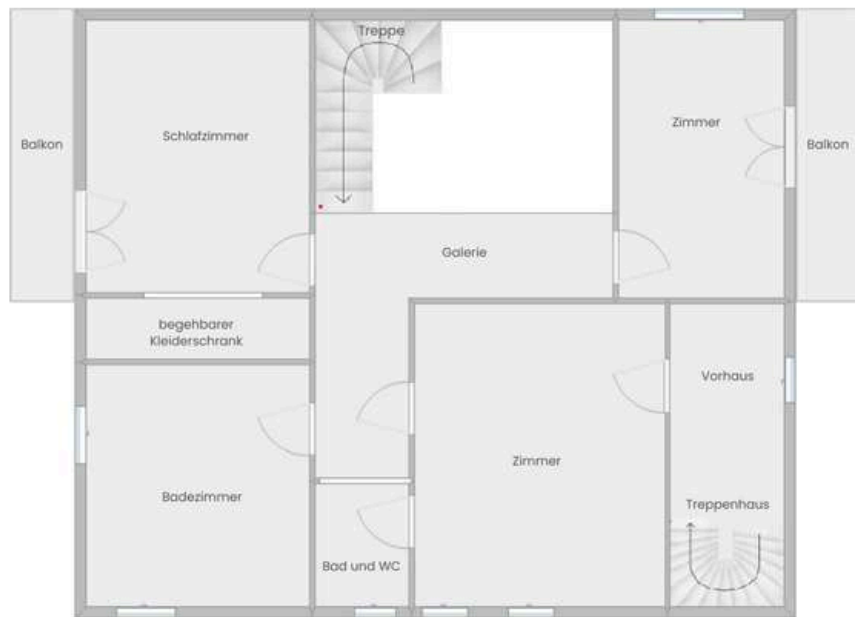 Treppe
Zimmer
Schlafzimmer
Balkon
Balkon
Galerie
begehbarer
Kleiderschrank
Vorhaus
Zimmer
Badezimmer
Treppenhaus
Bad und WC